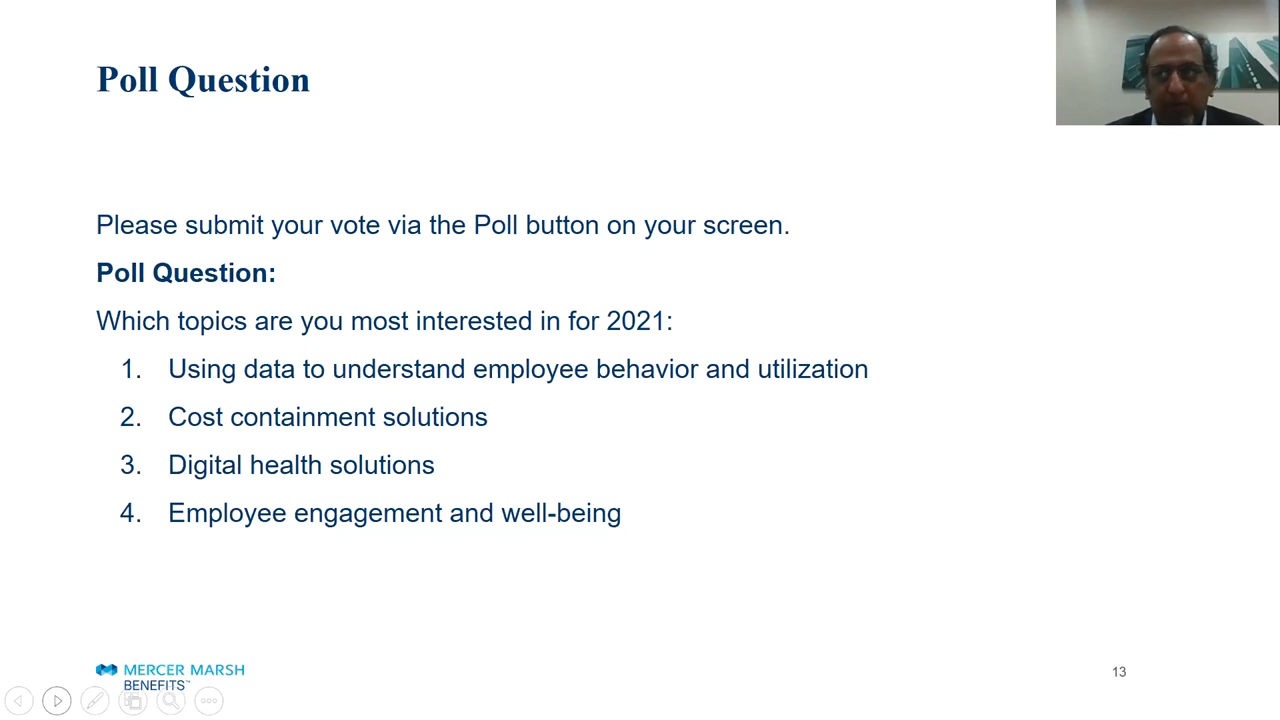 Poll Question
Please submit your vote via the Poll button on your screen.
Poll Question:
Which topics are you most interested in for 2021:
1. Using data to understand employee behavior and utilization
2. Cost containment solutions
3. Digital health solutions
4. Employee engagement and well-being
MERCER MARSH
BENEFITS™
13